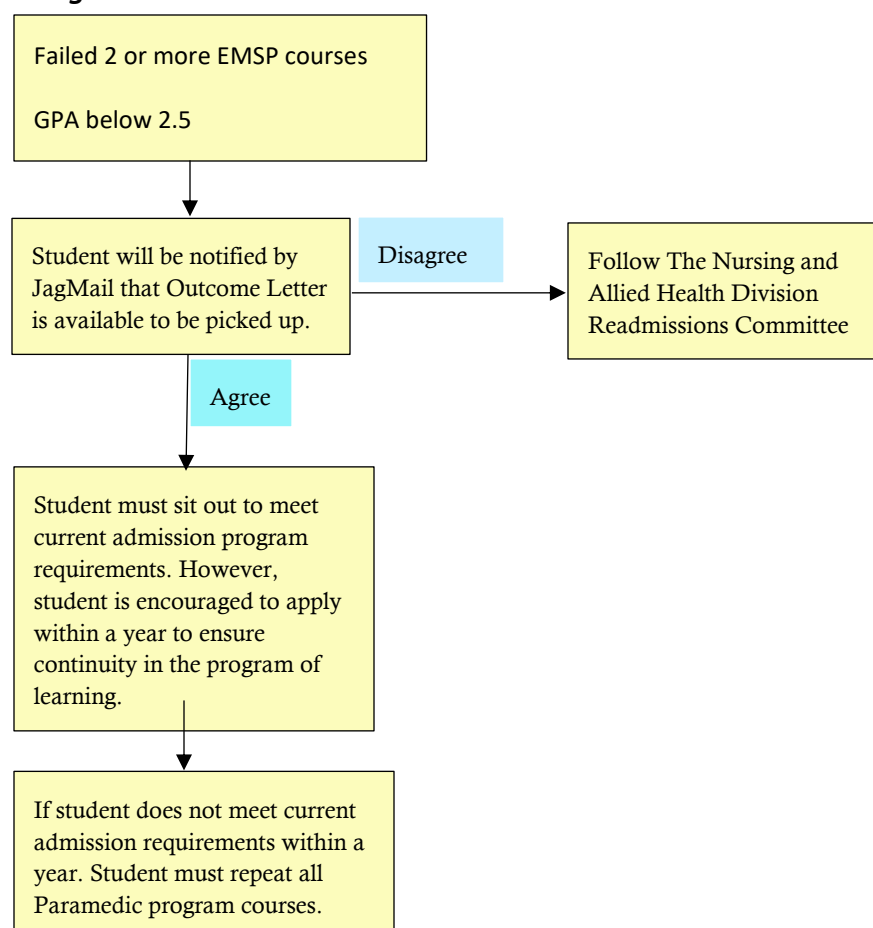 Failed 2 or more EMSP courses
GPA below 2.5
Student will be notified by
JagMail that Outcome Letter
is available to be picked up.
Disagree
Follow The Nursing and
Allied Health Division
Readmissions Committee
Agree
Student must sit out to meet
current admission program
requirements. However,
student is encouraged to apply
within a year to ensure
continuity in the program of
learning.
If student does not meet current
admission requirements within a
year. Student must repeat all
Paramedic program courses.